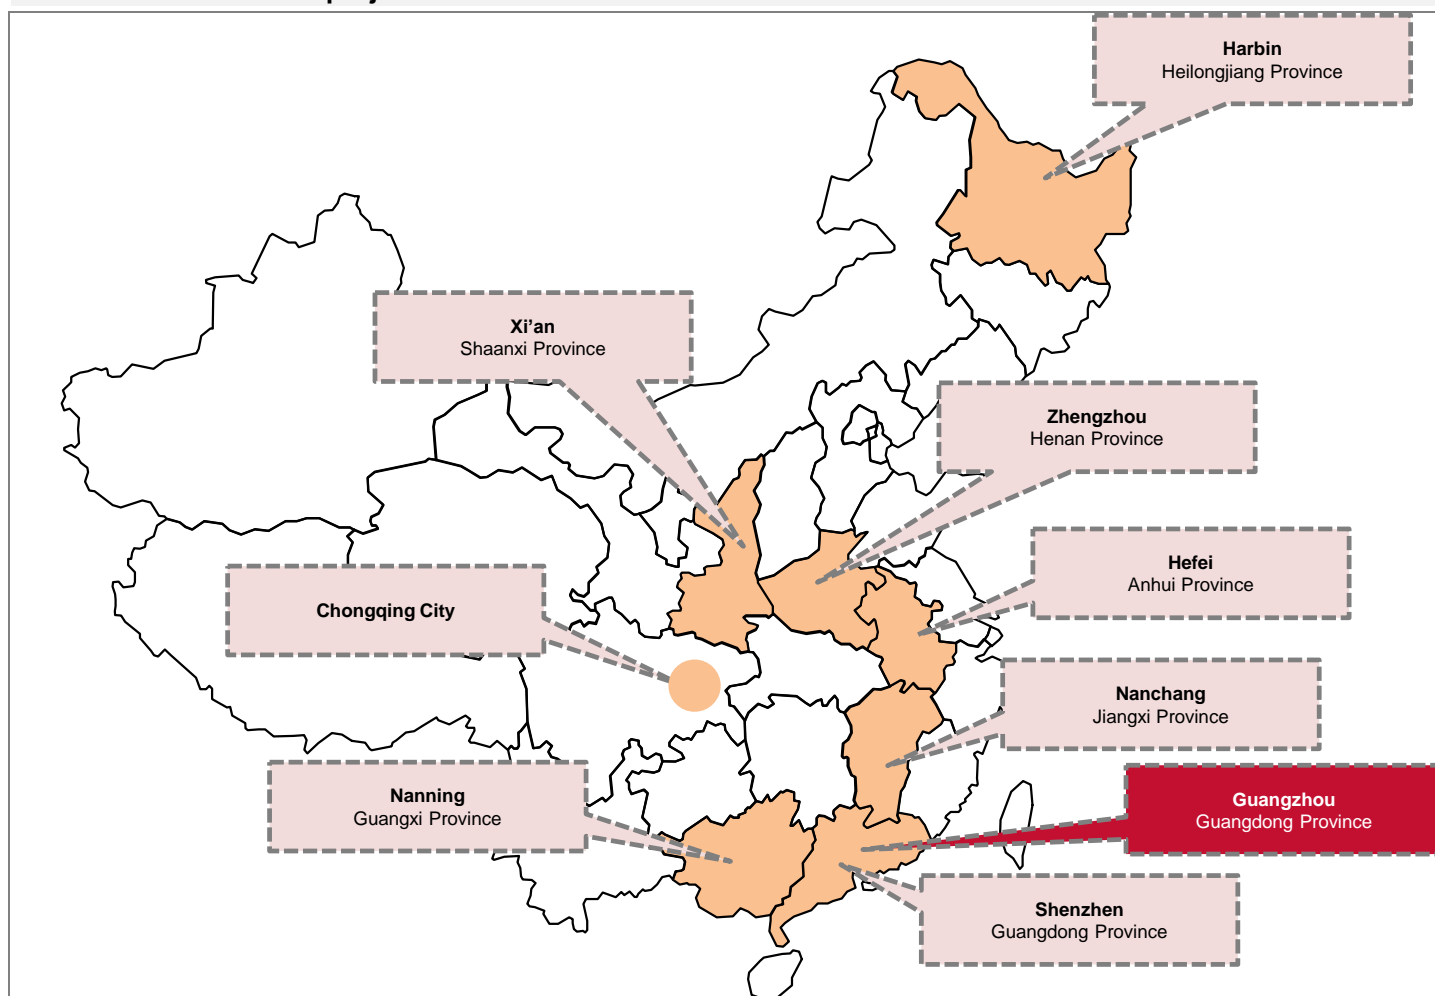 Harbin
Heilongjiang Province
Xi’an
Shaanxi Province
Zhengzhou
Henan Province
Hefei
Anhui Province
Chongqing City
Nanchang
Jiangxi Province
Nanning
Guangxi Province
Guangzhou
Guangdong Province
Shenzhen
Guangdong Province